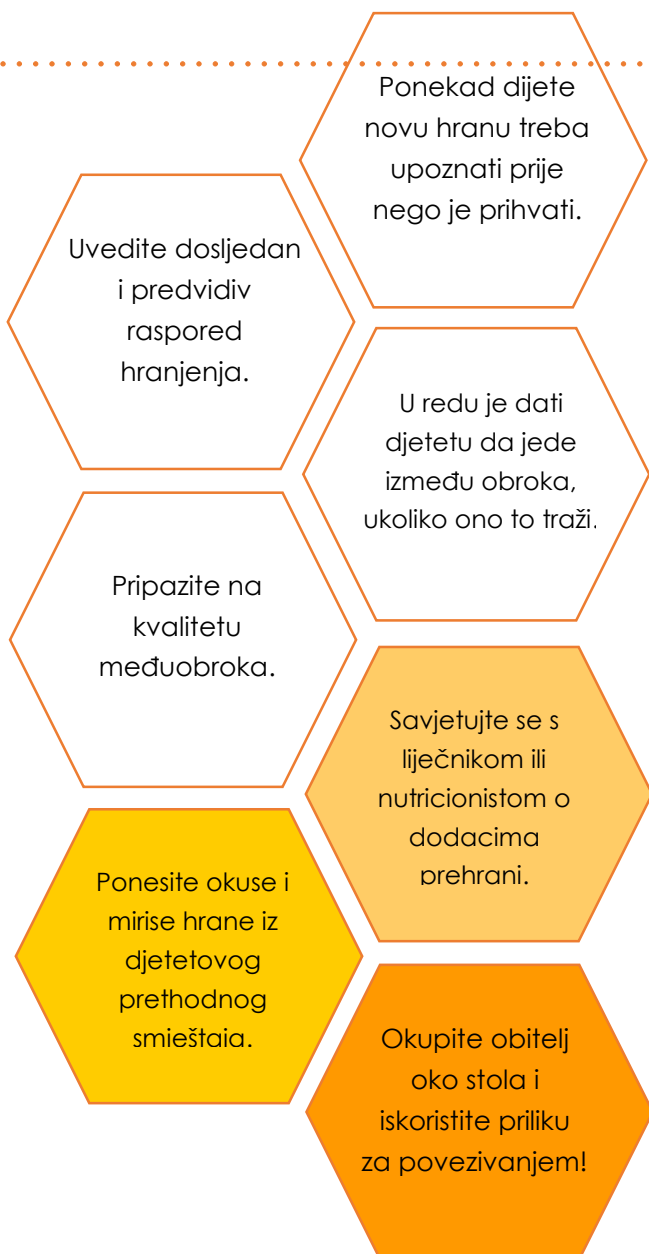 Ponekad dijete
novu hranu treba
upoznati prije
nego je prihvati.
Uvedite dosljedan
i predvidiv
raspored
hranjenja.
U redu je dati
djetetu da jede
između obroka,
ukoliko ono to traži.
Pripazite na
kvalitetu
međuobroka.
Savjetujte se s
liječnikom ili
nutricionistom o
dodacima
prehrani.
Ponesite okuse i
mirise hrane iz
djetetovog
prethodnog
smještaja.
Okupite obitelj
oko stola i
iskoristite priliku
za povezivanjem!